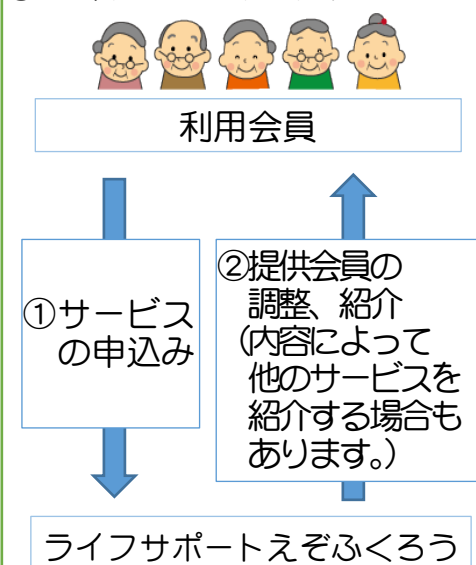 利用会員
①サービス
の申込み
②提供会員の
調整、紹介
(内容によって
他のサービスを
紹介する場合も
あります。)
ライフサポートえぞふくろう